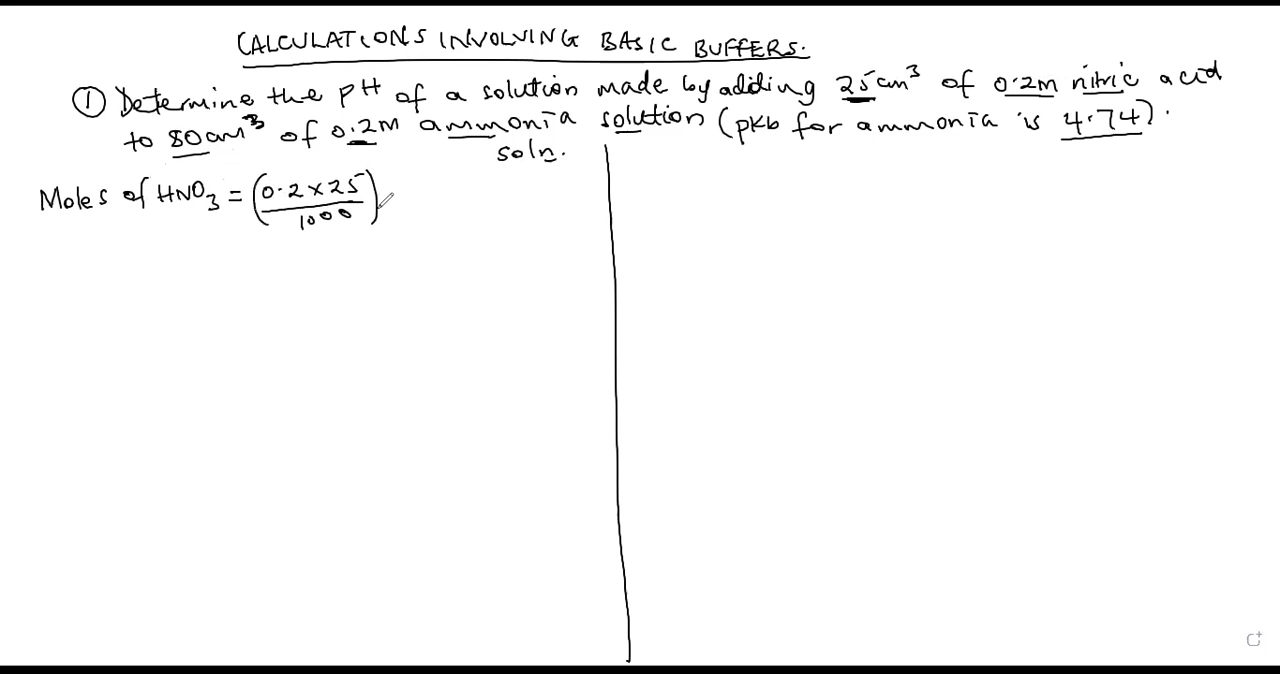 CALCULATIONS INVOLVING BASIC BUFFERS.
① Determine the pH of a solution made by adding 25cm³ of 0.2M nitric acid
to 80cm³ of 0.2M ammonia solution (pKb for ammonia is 4.74).
soln.
Moles of HNO₃ = (0.2 × 25 / 1000)